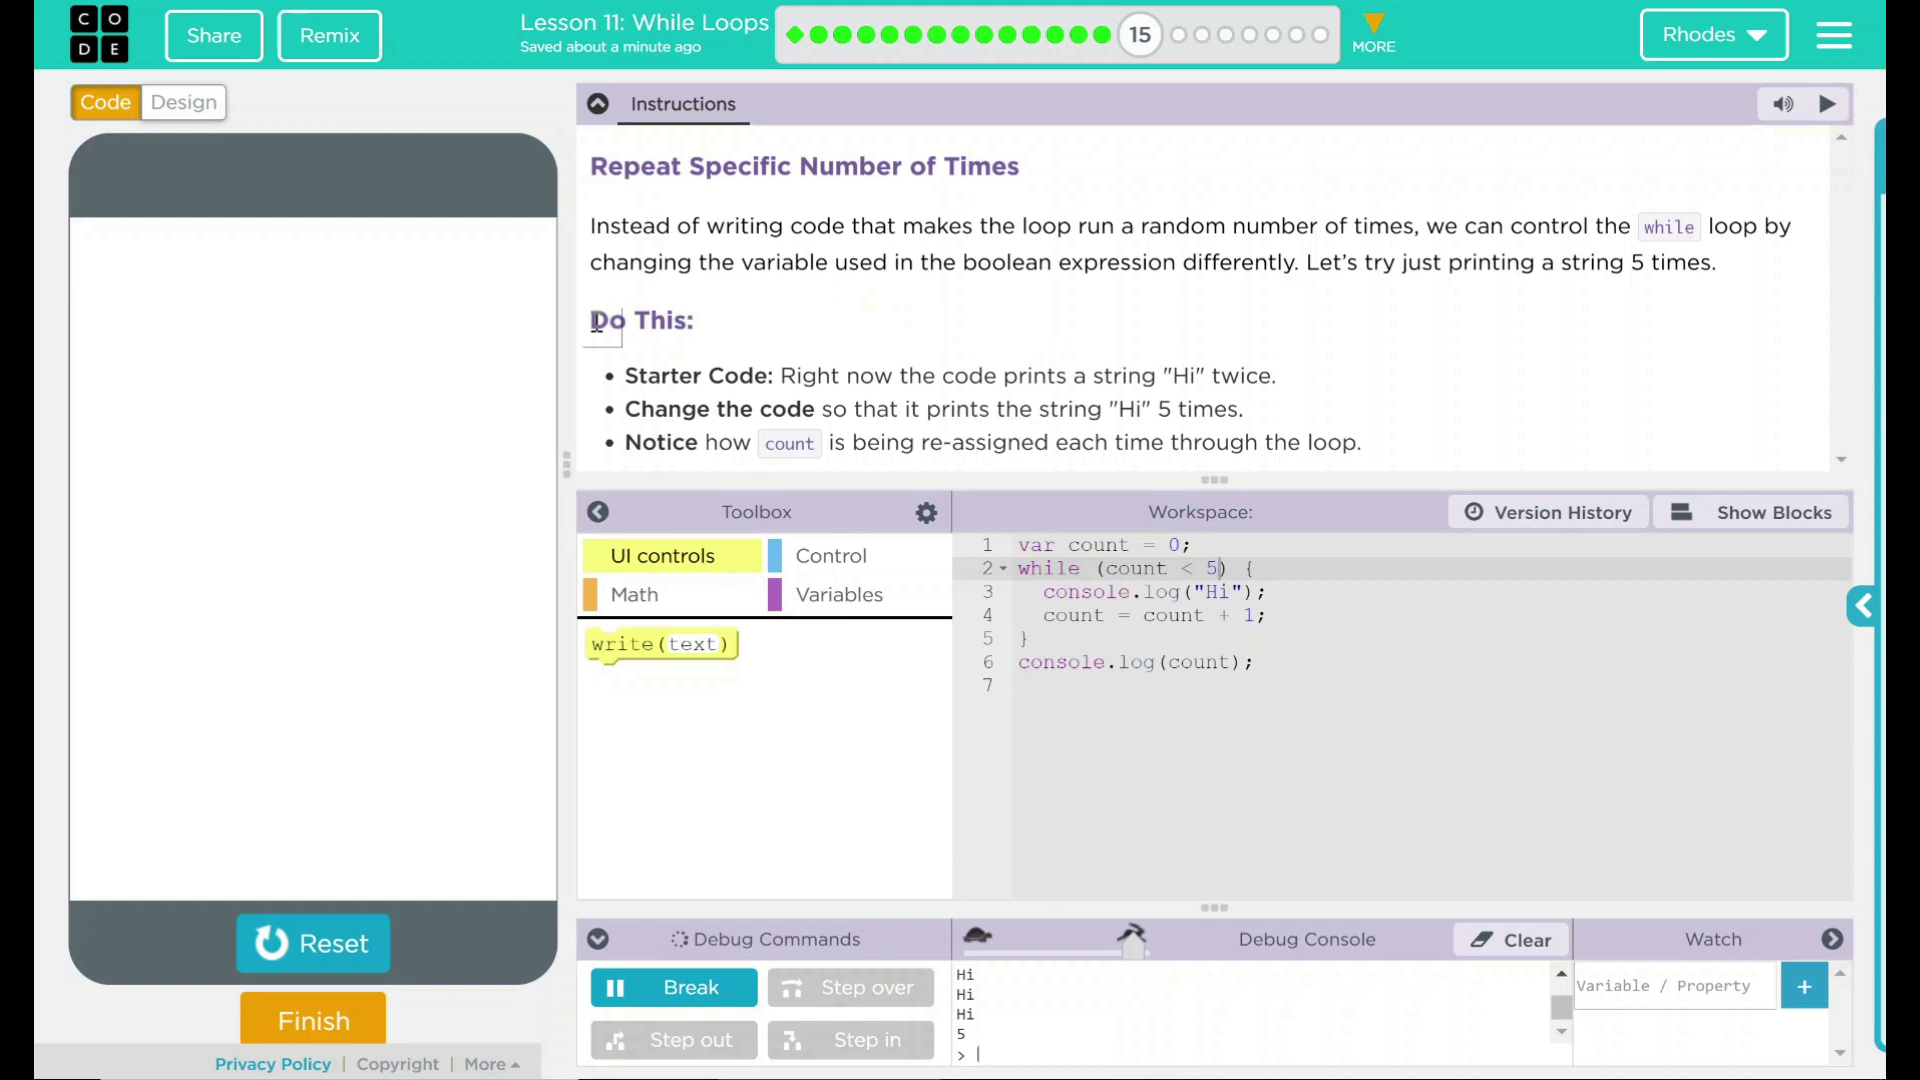 C O
D E
Share
Remix
Lesson 11: While Loops
Saved about a minute ago
15
MORE
Rhodes
Code
Design
Instructions
Repeat Specific Number of Times
Instead of writing code that makes the loop run a random number of times, we can control the while loop by
changing the variable used in the boolean expression differently. Let's try just printing a string 5 times.
Do This:
• Starter Code: Right now the code prints a string "Hi" twice.
• Change the code so that it prints the string "Hi" 5 times.
• Notice how count is being re-assigned each time through the loop.
Toolbox
Workspace:
Version History
Show Blocks
UI controls
Control
Math
Variables
write(text)
1 var count = 0;
2 while (count < 5) {
3 console.log("Hi");
4 count = count + 1;
5 }
6 console.log(count);
7
Reset
Finish
Debug Commands
Debug Console
Clear
Watch
Break
Step over
Step out
Step in
Hi
Hi
Hi
5
>
Variable / Property
+
Privacy Policy | Copyright | More